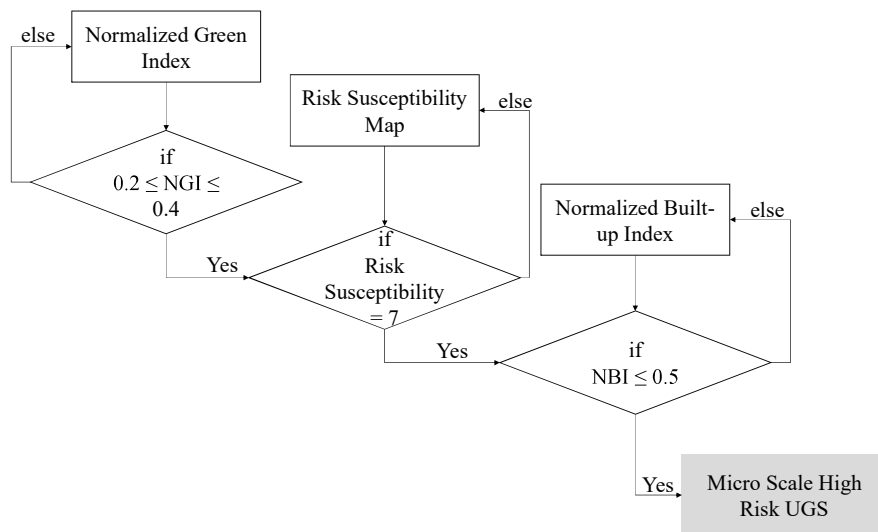 else
Normalized Green
Index
if
0.2 ≤ NGI ≤
0.4
Yes
Risk Susceptibility
Map
else
if
Risk
Susceptibility
= 7
Yes
Normalized Built-
up Index
else
if
NBI ≤ 0.5
Yes
Micro Scale High
Risk UGS